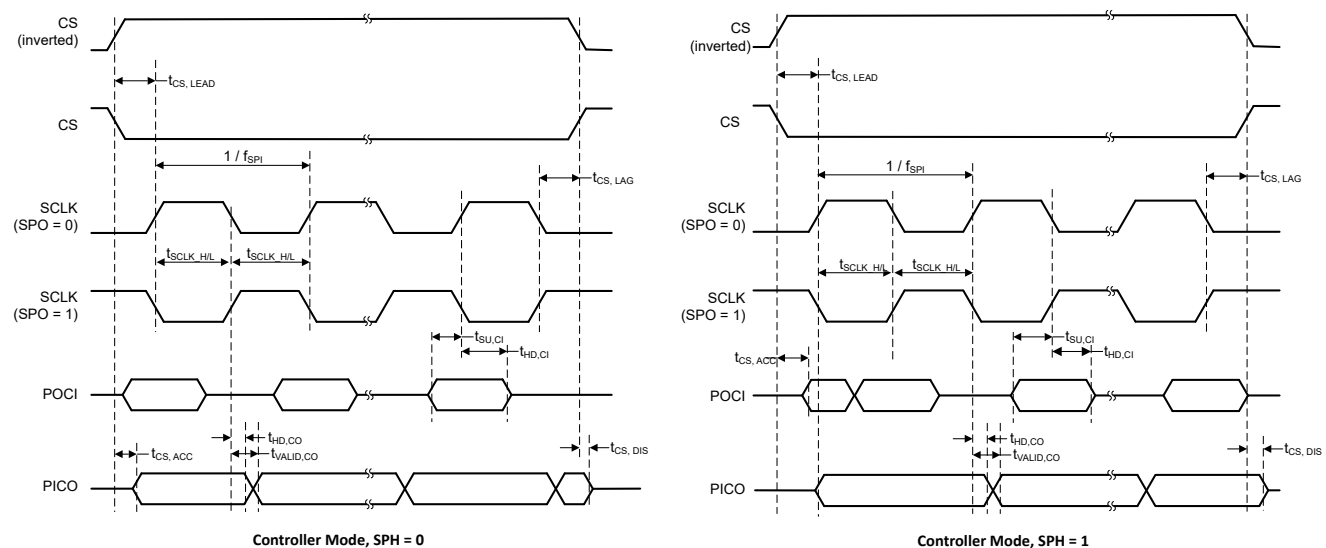 CS
(inverted)
tCS, LEAD
CS
1 / fSPI
tCS, LAG
SCLK
(SPO = 0)
tSCLK_H/L
tSCLK_H/L
SCLK
(SPO = 1)
tSU,CI
tHD,CI
POCI
tHD,CO
tCS, ACC
tVALID,CO
tCS, DIS
PICO
Controller Mode, SPH = 0
CS
(inverted)
tCS, LEAD
CS
1 / fSPI
tCS, LAG
SCLK
(SPO = 0)
tSCLK_H/L
tSCLK_H/L
SCLK
(SPO = 1)
tSU,CI
tCS, ACC
tHD,CI
POCI
tHD,CO
tVALID,CO
tCS, DIS
PICO
Controller Mode, SPH = 1